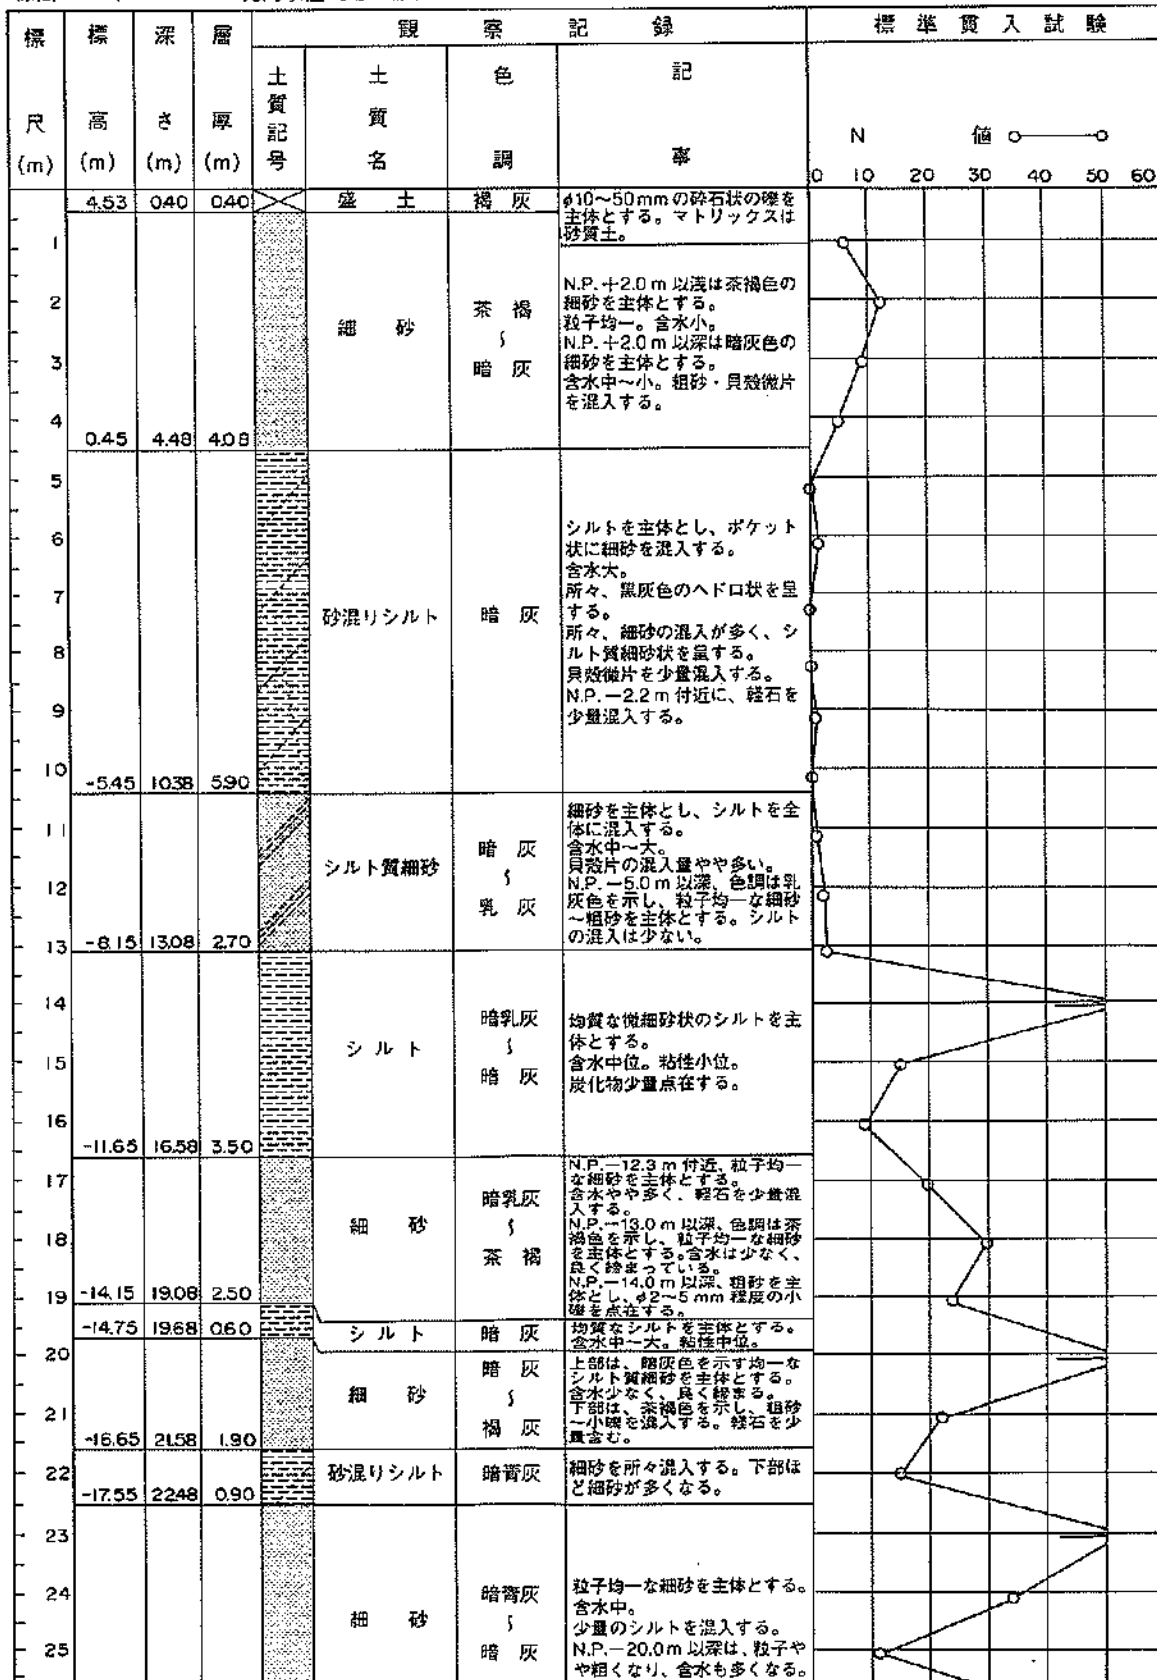 標 標 深 層 観 察 記 録 標 準 貫 入 試 験
尺 高 さ 厚 土質記号 土質名 色調 記事 N 値
(m) (m) (m) (m)
0 10 20 30 40 50 60
4.53 0.40 0.40 盛 土 褐 灰
φ10～50mmの砕石状の礫を
主体とする。マトリックスは
砂質土。
1
2
3
4
細 砂
茶 褐
〜
暗 灰
N.P.+2.0m以浅は茶褐色の
細砂を主体とする。
粒子均一。含水小。
N.P.+2.0m以深は暗灰色の
細砂を主体とする。
含水中～小。粗砂・貝殻微片
を混入する。
0.45 4.48 4.08
5
6
7
8
9
10
砂混りシルト 暗 灰
シルトを主体とし、ポケット
状に細砂を混入する。
含水大。
所々、黒灰色のヘドロ状を呈
する。
所々、細砂の混入が多く、シ
ルト質細砂状を呈する。
貝殻微片を少量混入する。
N.P.-2.2m付近に、軽石を
少量混入する。
-5.45 10.38 5.90
11
12
13
シルト質細砂
暗 灰
〜
乳 灰
細砂を主体とし、シルトを全
体に混入する。
含水中～大。
貝殻片の混入量やや多い。
N.P.-5.0m以深、色調は乳
灰色を示し、粒子均一な細砂
～粗砂を主体とする。シルト
の混入は少ない。
-8.15 13.08 2.70
14
15
16
シ ル ト
暗乳灰
〜
暗 灰
均質な微細砂状のシルトを主
体とする。
含水中位。粘性小位。
炭化物少量点在する。
-11.65 16.58 3.50
17
18
19
細 砂
暗乳灰
〜
茶 褐
N.P.-12.3m付近、粒子均一
な細砂を主体とする。
含水やや多く、軽石を少量混
入する。
N.P.-13.0m以深、色調は茶
褐色を示し、粒子均一な細砂
を主体とする。含水は少なく、
良く締まっている。
N.P.-14.0m以深、粗砂を主
体とし、φ2～5mm程度の小
礫を点在する。
-14.15 19.08 2.50
-14.75 19.68 0.60 シ ル ト 暗 灰
均質なシルトを主体とする。
含水中～大。粘性中位。
20
21
細 砂
暗 灰
〜
褐 灰
上部は、暗灰色を示す均一な
シルト質細砂を主体とする。
含水少なく、良く締まる。
下部は、茶褐色を示し、粗砂
～小礫を混入する。軽石を少
量含む。
-16.65 21.58 1.90
22
砂混りシルト 暗青灰
細砂を所々混入する。下部ほ
ど細砂が多くなる。
-17.55 22.48 0.90
23
24
25
細 砂
暗青灰
〜
暗 灰
粒子均一な細砂を主体とする。
含水中。
少量のシルトを混入する。
N.P.-20.0m以深は、粒子や
や粗くなり、含水も多くなる。